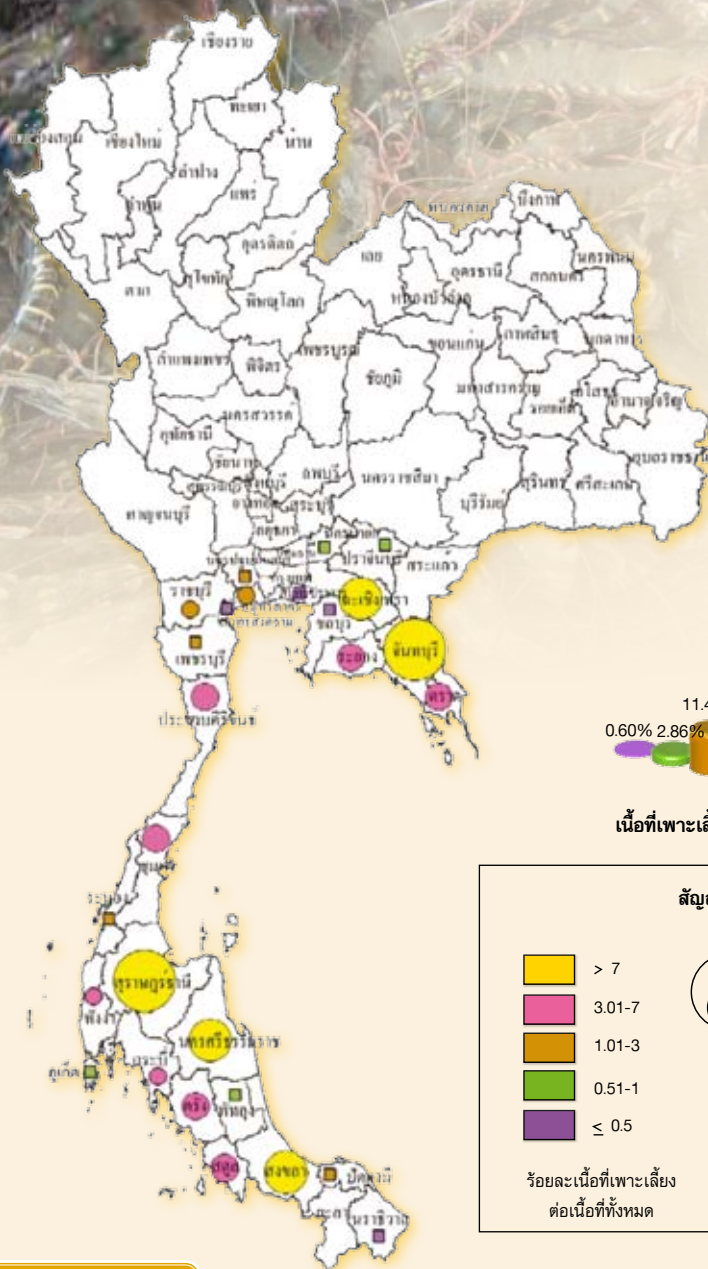 เชียงราย
พะเยา
เชียงใหม่
น่าน
ลำปาง
แพร่
ลำพูน
บึงกาฬ
อุตรดิตถ์
เลย
อุดรธานี
สกลนคร
นครพนม
ตาก
สุโขทัย
พิษณุโลก
ขอนแก่น
กาฬสินธุ์
มุกดาหาร
กำแพงเพชร
พิจิตร
เพชรบูรณ์
ชัยภูมิ
มหาสารคาม
ร้อยเอ็ด
ยโสธร
อำนาจเจริญ
นครสวรรค์
อุทัยธานี
ชัยนาท
ลพบุรี
นครราชสีมา
บุรีรัมย์
สุรินทร์
ศรีสะเกษ
สระบุรี
กาญจนบุรี
ปราจีนบุรี
สระแก้ว
ราชบุรี
ฉะเชิงเทรา
ชลบุรี
เพชรบุรี
ระยอง
จันทบุรี
ตราด
ประจวบคีรีขันธ์
0.60% 2.86%
ชุมพร
ระนอง
สุราษฎร์ธานี
พังงา
นครศรีธรรมราช
ภูเก็ต
กระบี่
ตรัง
พัทลุง
สตูล
สงขลา
ปัตตานี
ยะลา
นราธิวาส
> 7
3.01-7
1.01-3
0.51-1
≤ 0.5
ร้อยละเนื้อที่เพาะเลี้ยง
ต่อเนื้อที่ทั้งหมด